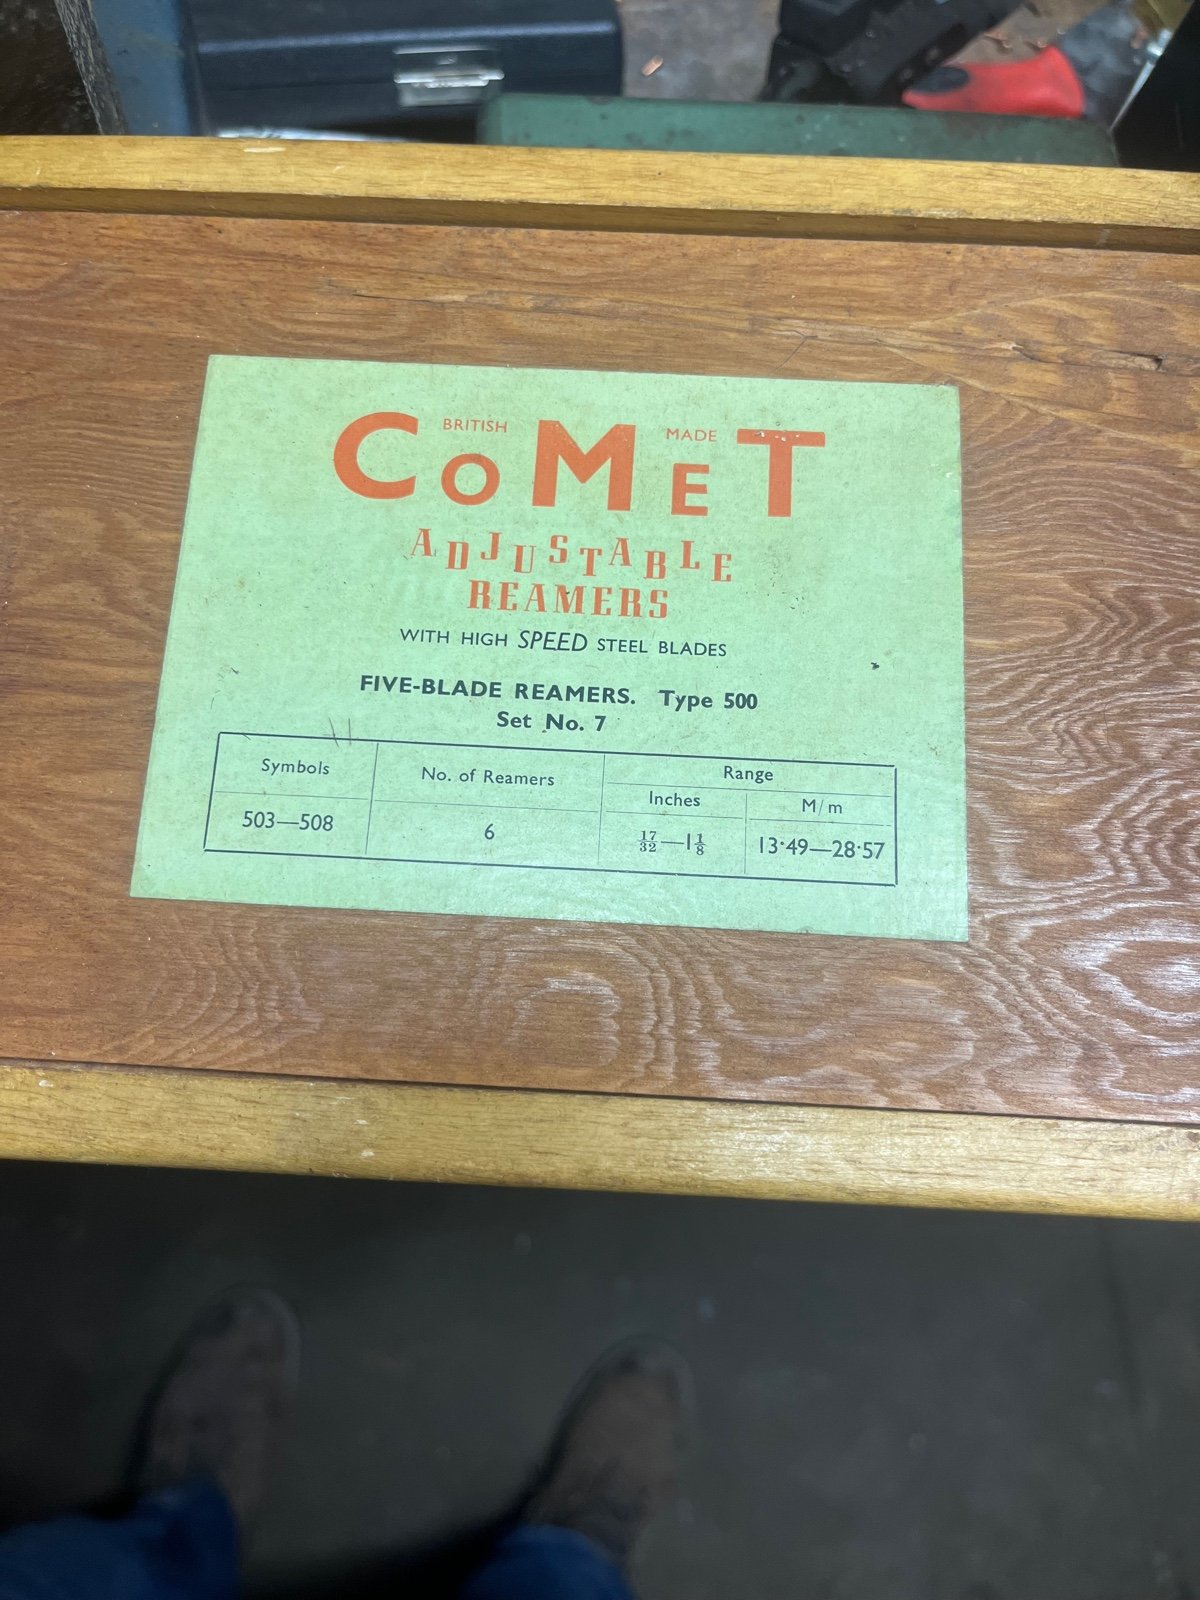 BRITISH MADE
CoMeT
ADJUSTABLE
REAMERS
WITH HIGH SPEED STEEL BLADES
FIVE-BLADE REAMERS. Type 500
Set No. 7
Symbols No. of Reamers Range
Inches M/m
503—508 6 17/32—1 1/8 13·49—28·57